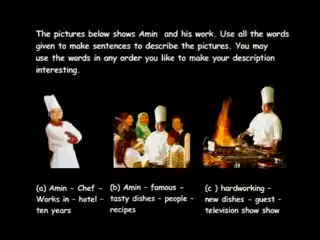 The pictures below shows Amin and his work. Use all the words
given to make sentences to describe the pictures. You may
use the words in any order you like to make your description
interesting.
(a) Amin - Chef -
Works in - hotel -
ten years
(b) Amin - famous -
tasty dishes - people -
recipes
(c ) hardworking -
new dishes - guest -
television show show